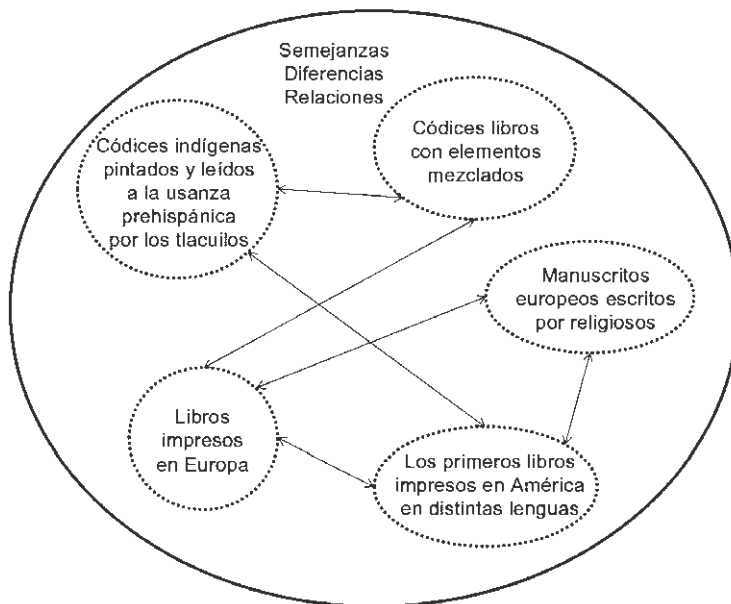 Semejanzas
Diferencias
Relaciones
Códices indígenas
pintados y leídos
a la usanza
prehispánica
por los tlacuilos
Códices libros
con elementos
mezclados
Manuscritos
europeos escritos
por religiosos
Libros
impresos
en Europa
Los primeros libros
impresos en América
en distintas lenguas